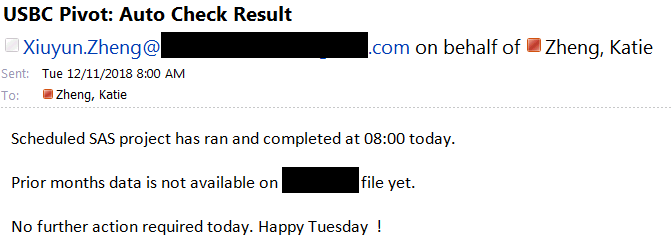 USBC Pivot: Auto Check Result
Xiuyun.Zheng@ .com on behalf of Zheng, Katie
Sent: Tue 12/11/2018 8:00 AM
To: Zheng, Katie
Scheduled SAS project has ran and completed at 08:00 today.
Prior months data is not available on file yet.
No further action required today. Happy Tuesday !